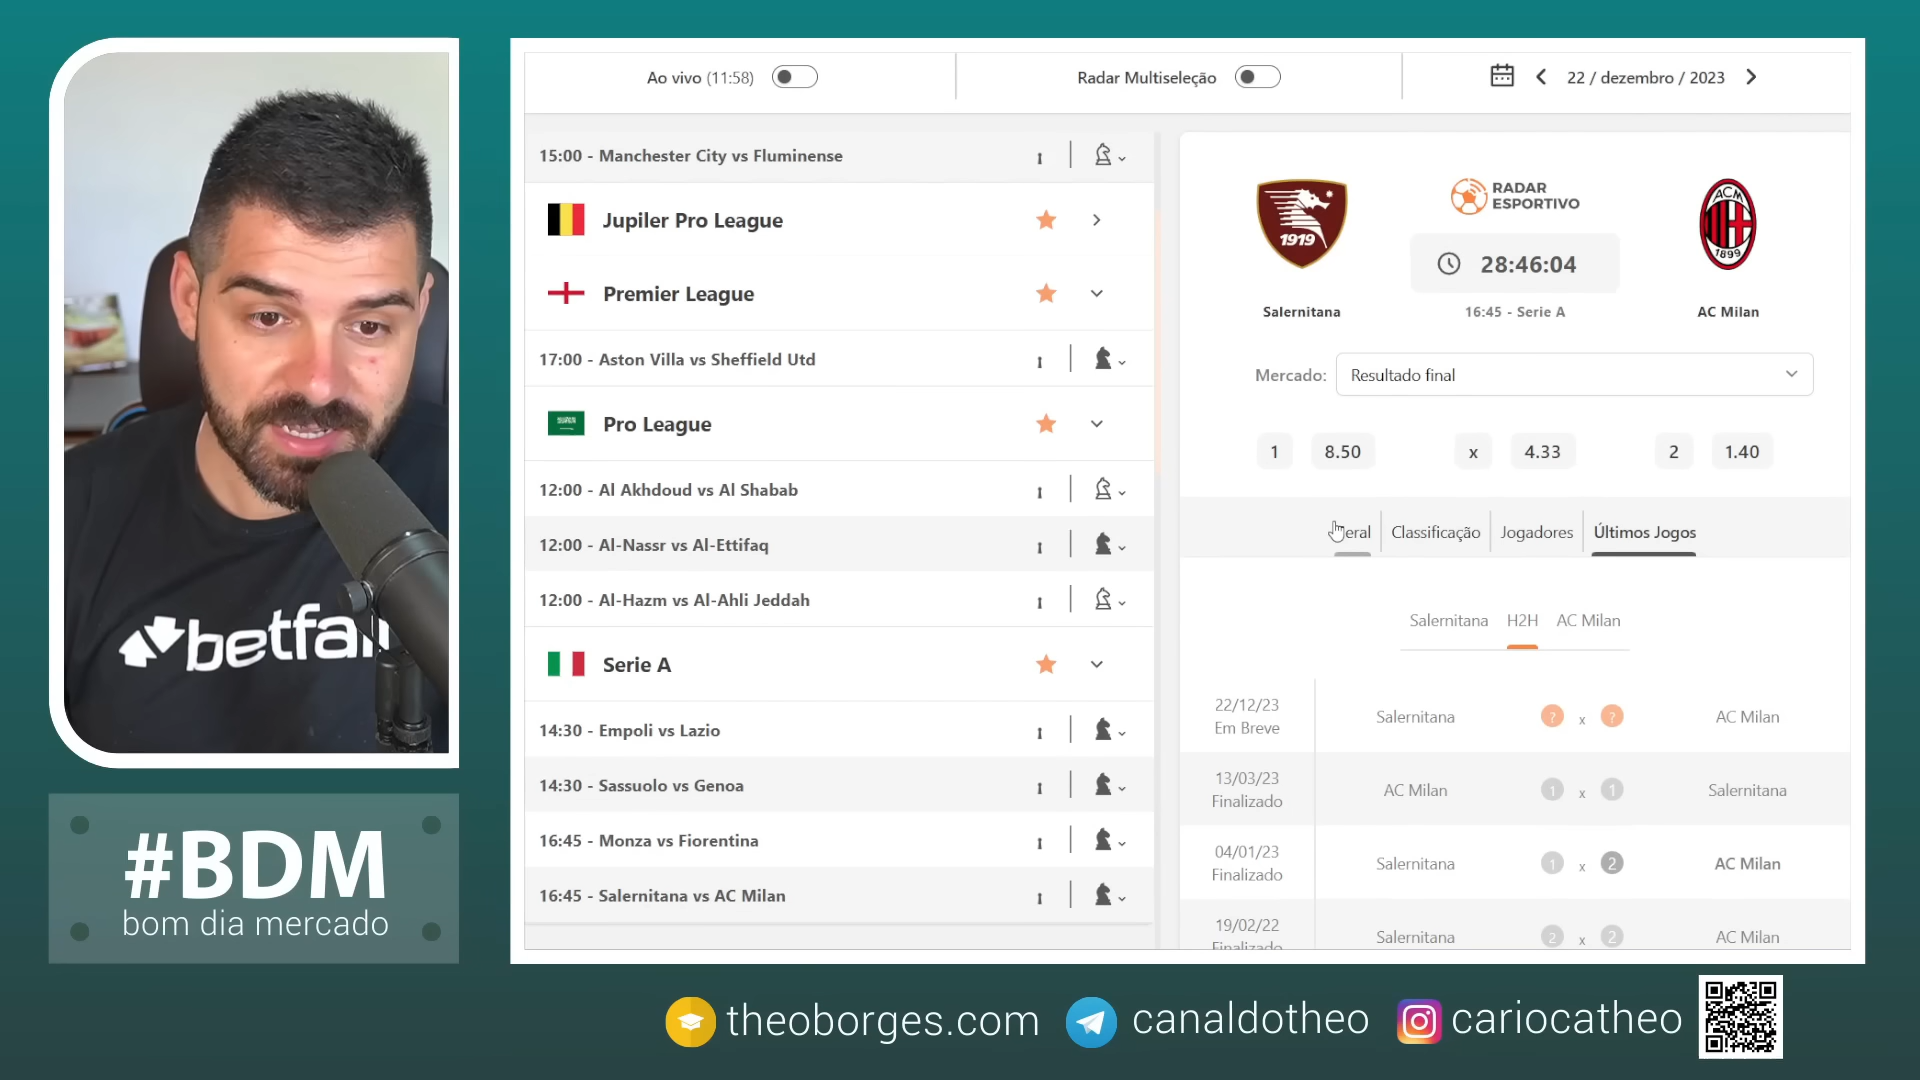 Ao vivo (11:58)
Radar Multiseleção
22 / dezembro / 2023
15:00 - Manchester City vs Fluminense
Jupiler Pro League
Premier League
17:00 - Aston Villa vs Sheffield Utd
Pro League
12:00 - Al Akhdoud vs Al Shabab
12:00 - Al-Nassr vs Al-Ettifaq
12:00 - Al-Hazm vs Al-Ahli Jeddah
Serie A
14:30 - Empoli vs Lazio
14:30 - Sassuolo vs Genoa
16:45 - Monza vs Fiorentina
16:45 - Salernitana vs AC Milan
1919
RADAR
ESPORTIVO
ACM
1899
28:46:04
Salernitana
16:45 - Serie A
AC Milan
Mercado: Resultado final
1 8.50 x 4.33 2 1.40
eral Classificação Jogadores Últimos Jogos
Salernitana H2H AC Milan
22/12/23
Em Breve
Salernitana ? x ? AC Milan
13/03/23
Finalizado
AC Milan 1 x 1 Salernitana
04/01/23
Finalizado
Salernitana 1 x 2 AC Milan
19/02/22
Finalizado
Salernitana 2 x 2 AC Milan
betfai
#BDM
bom dia mercado
theoborges.com
canaldotheo
cariocatheo